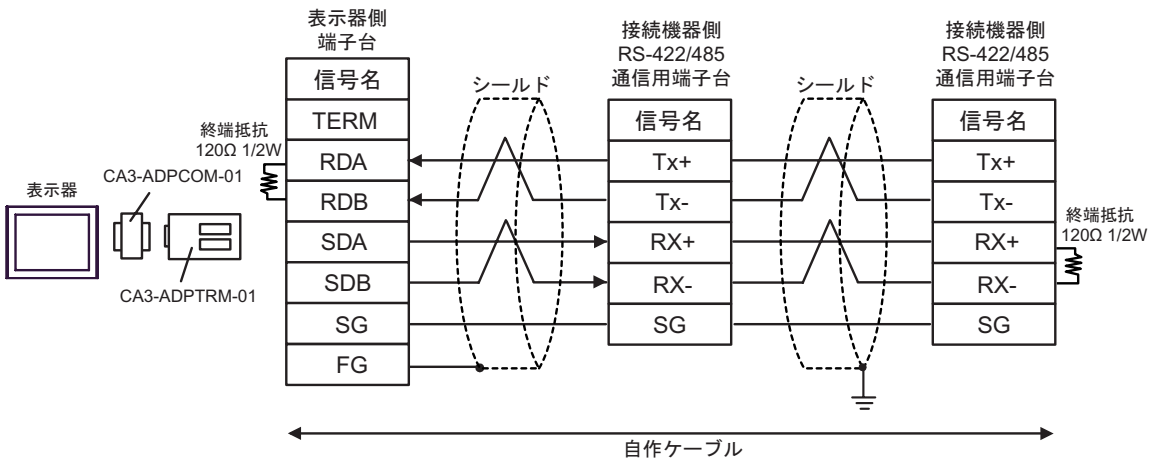 表示器
CA3-ADPCOM-01
CA3-ADPTRM-01
終端抵抗
120Ω 1/2W
表示器側
端子台
信号名
TERM
RDA
RDB
SDA
SDB
SG
FG
シールド
接続機器側
RS-422/485
通信用端子台
信号名
Tx+
Tx-
RX+
RX-
SG
シールド
接続機器側
RS-422/485
通信用端子台
信号名
Tx+
Tx-
RX+
RX-
SG
終端抵抗
120Ω 1/2W
自作ケーブル